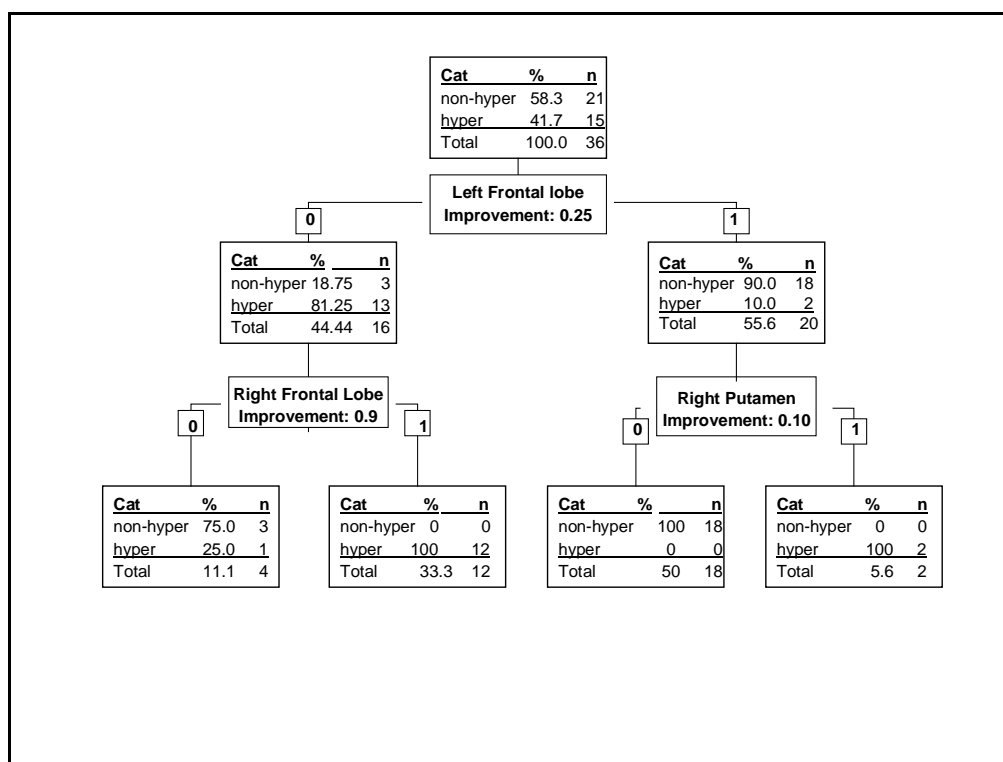 Cat % n
non-hyper 58.3 21
hyper 41.7 15
Total 100.0 36
Left Frontal lobe
Improvement: 0.25
0
1
Cat % n
non-hyper 18.75 3
hyper 81.25 13
Total 44.44 16
Cat % n
non-hyper 90.0 18
hyper 10.0 2
Total 55.6 20
Right Frontal Lobe
Improvement: 0.9
0
1
Right Putamen
Improvement: 0.10
0
1
Cat % n
non-hyper 75.0 3
hyper 25.0 1
Total 11.1 4
Cat % n
non-hyper 0 0
hyper 100 12
Total 33.3 12
Cat % n
non-hyper 100 18
hyper 0 0
Total 50 18
Cat % n
non-hyper 0 0
hyper 100 2
Total 5.6 2